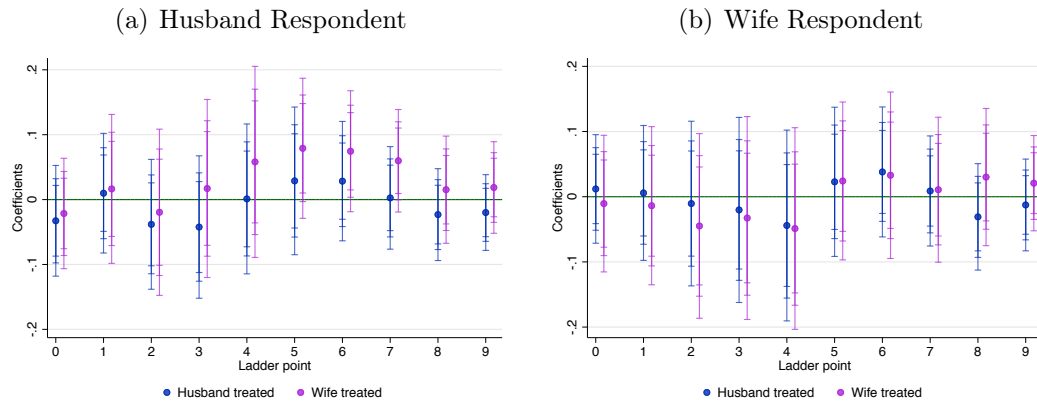 (a) Husband Respondent
.2
.1
0
-.1
-.2
Coefficients
0 1 2 3 4 5 6 7 8 9
Ladder point
Husband treated Wife treated
(b) Wife Respondent
.2
.1
0
-.1
-.2
Coefficients
0 1 2 3 4 5 6 7 8 9
Ladder point
Husband treated Wife treated